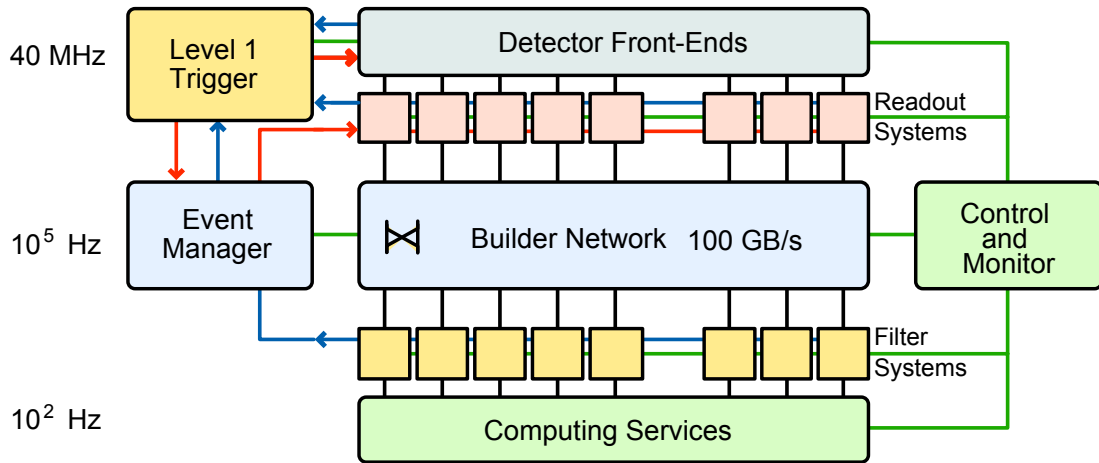 40 MHz
Level 1
Trigger
Detector Front-Ends
Readout
Systems
10⁵ Hz
Event
Manager
Builder Network 100 GB/s
Control
and
Monitor
Filter
Systems
10² Hz
Computing Services